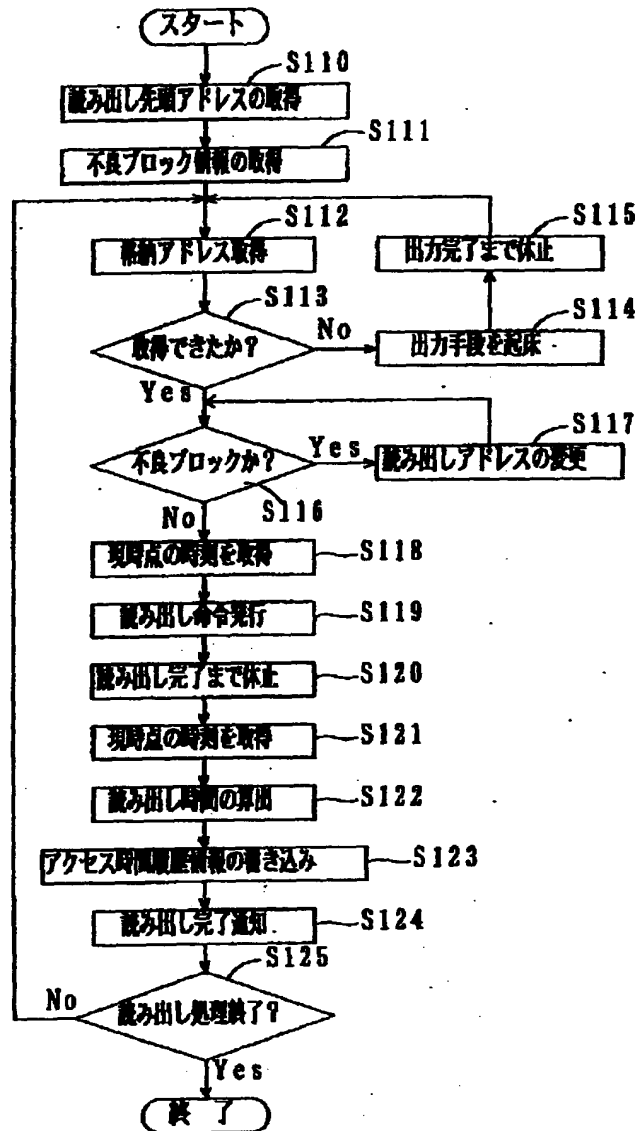 スタート
S110
読み出し先頭アドレスの取得
S111
不良ブロック情報の取得
S112
格納アドレス取得
S115
出力完了まで休止
S113
取得できたか?
No
S114
出力手段を起床
Yes
S117
不良ブロックか?
Yes
読み出しアドレスの変更
S116
No
現時点の時刻を取得
S118
読み出し命令発行
S119
読み出し完了まで休止
S120
現時点の時刻を取得
S121
読み出し時間の算出
S122
アクセス時間履歴情報の書き込み
S123
読み出し完了通知
S124
S125
No
読み出し処理終了?
Yes
終了